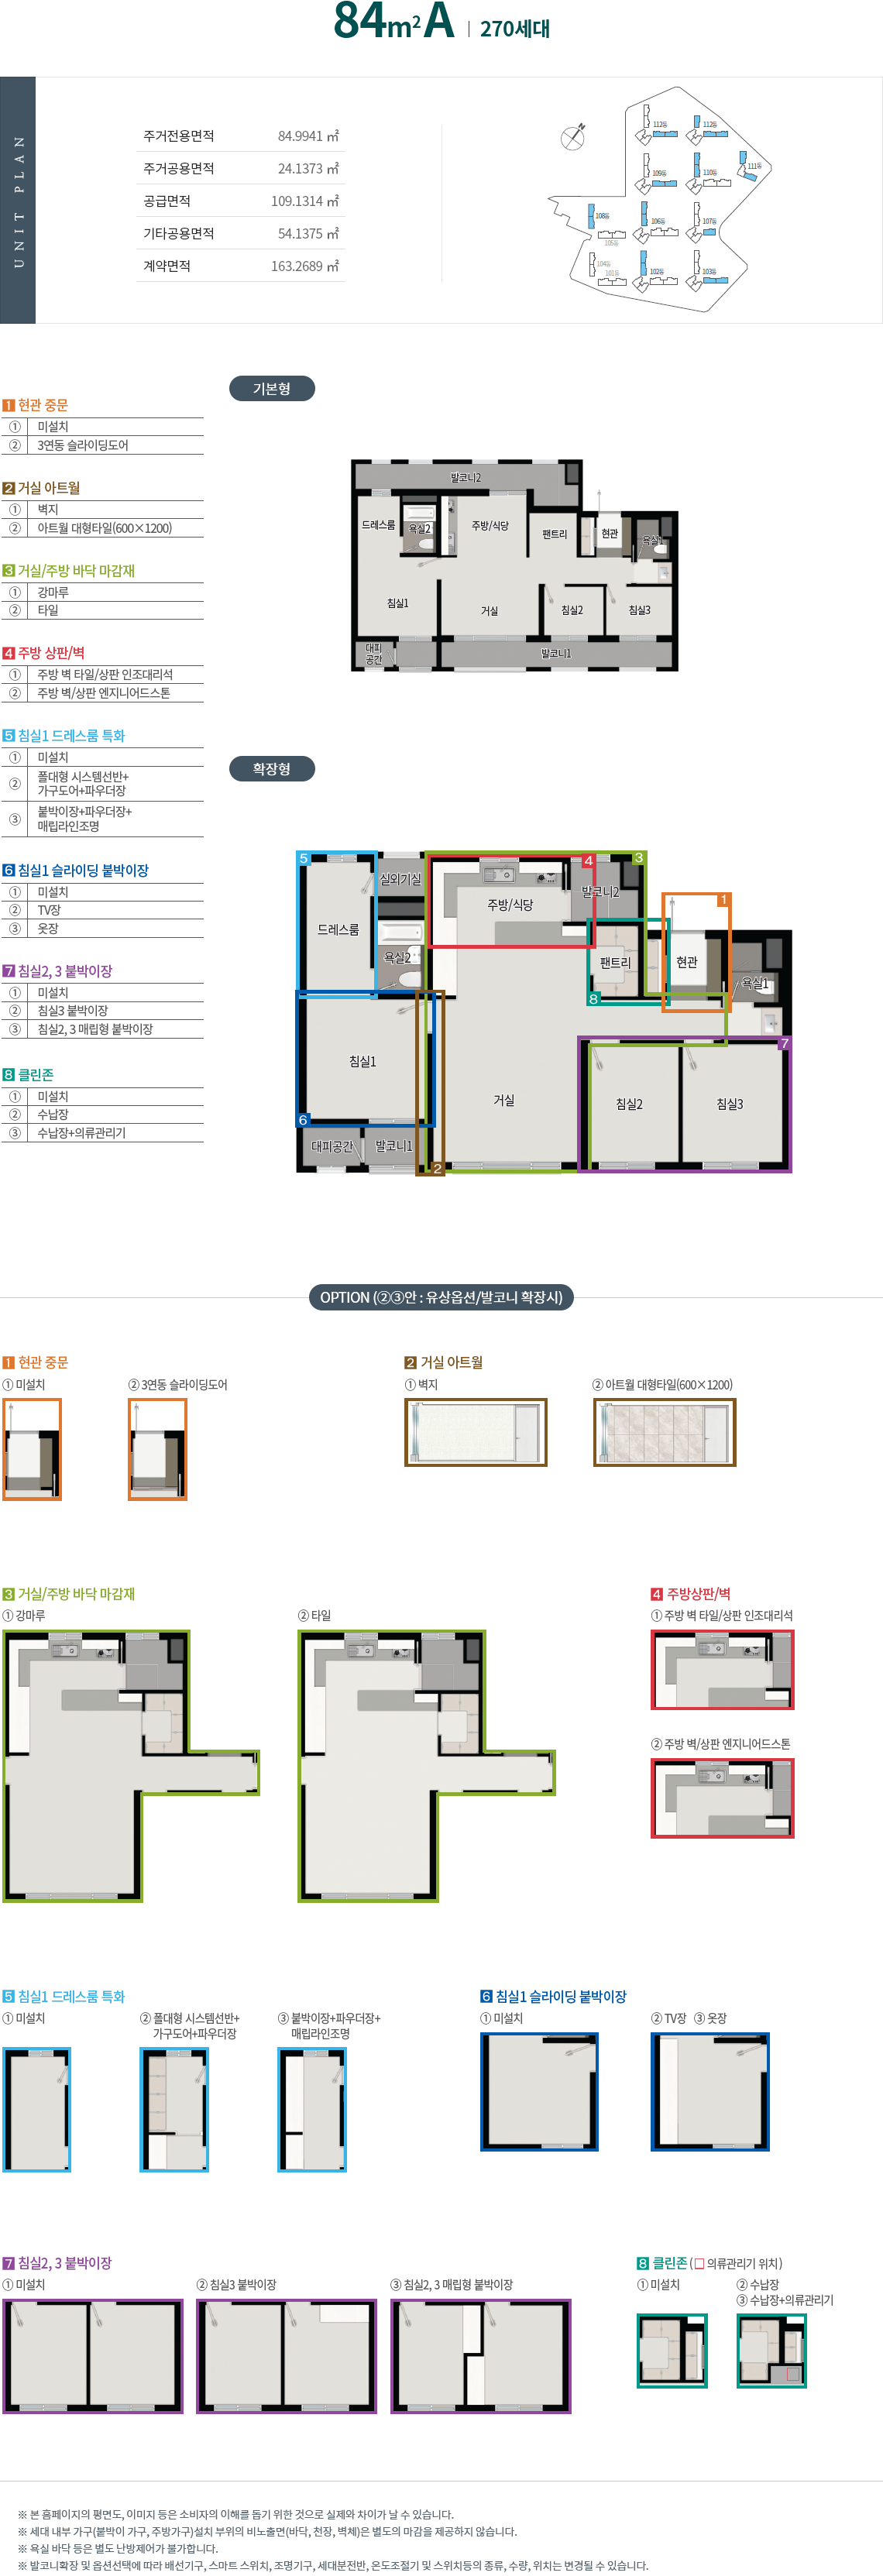 84m²A | 270세대
UNIT PLAN
주거전용면적 84.9941 ㎡
주거공용면적 24.1373 ㎡
공급면적 109.1314 ㎡
기타공용면적 54.1375 ㎡
계약면적 163.2689 ㎡
N
112동
112동
109동
110동
111동
108동
106동
107동
105동
104동
101동
102동
103동
1 현관 중문
① 미설치
② 3연동 슬라이딩도어
2 거실 아트월
① 벽지
② 아트월 대형타일(600×1200)
3 거실/주방 바닥 마감재
① 강마루
② 타일
4 주방 상판/벽
① 주방 벽 타일/상판 인조대리석
② 주방 벽/상판 엔지니어드스톤
5 침실1 드레스룸 특화
① 미설치
② 폴대형 시스템선반+
가구도어+파우더장
③ 붙박이장+파우더장+
매립라인조명
6 침실1 슬라이딩 붙박이장
① 미설치
② TV장
③ 옷장
7 침실2, 3 붙박이장
① 미설치
② 침실3 붙박이장
③ 침실2, 3 매립형 붙박이장
8 클린존
① 미설치
② 수납장
③ 수납장+의류관리기
기본형
발코니2
드레스룸
욕실2
주방/식당
팬트리
현관
욕실1
침실1
거실
침실2
침실3
대피
공간
발코니1
확장형
5
4
3
1
실외기실
발코니2
주방/식당
드레스룸
욕실2
팬트리
현관
욕실1
8
7
침실1
거실
침실2
침실3
6
대피공간
발코니1
2
OPTION (②③안 : 유상옵션/발코니 확장시)
1 현관 중문
① 미설치
② 3연동 슬라이딩도어
2 거실 아트월
① 벽지
② 아트월 대형타일(600×1200)
3 거실/주방 바닥 마감재
① 강마루
② 타일
4 주방상판/벽
① 주방 벽 타일/상판 인조대리석
② 주방 벽/상판 엔지니어드스톤
5 침실1 드레스룸 특화
① 미설치
② 폴대형 시스템선반+
가구도어+파우더장
③ 붙박이장+파우더장+
매립라인조명
6 침실1 슬라이딩 붙박이장
① 미설치
② TV장 ③ 옷장
7 침실2, 3 붙박이장
① 미설치
② 침실3 붙박이장
③ 침실2, 3 매립형 붙박이장
8 클린존 (□ 의류관리기 위치)
① 미설치
② 수납장
③ 수납장+의류관리기
※ 본 홈페이지의 평면도, 이미지 등은 소비자의 이해를 돕기 위한 것으로 실제와 차이가 날 수 있습니다.
※ 세대 내부 가구(붙박이 가구, 주방가구)설치 부위의 비노출면(바닥, 천장, 벽체)은 별도의 마감을 제공하지 않습니다.
※ 욕실 바닥 등은 별도 난방제어가 불가합니다.
※ 발코니확장 및 옵션선택에 따라 배선기구, 스마트 스위치, 조명기구, 세대분전반, 온도조절기 및 스위치등의 종류, 수량, 위치는 변경될 수 있습니다.